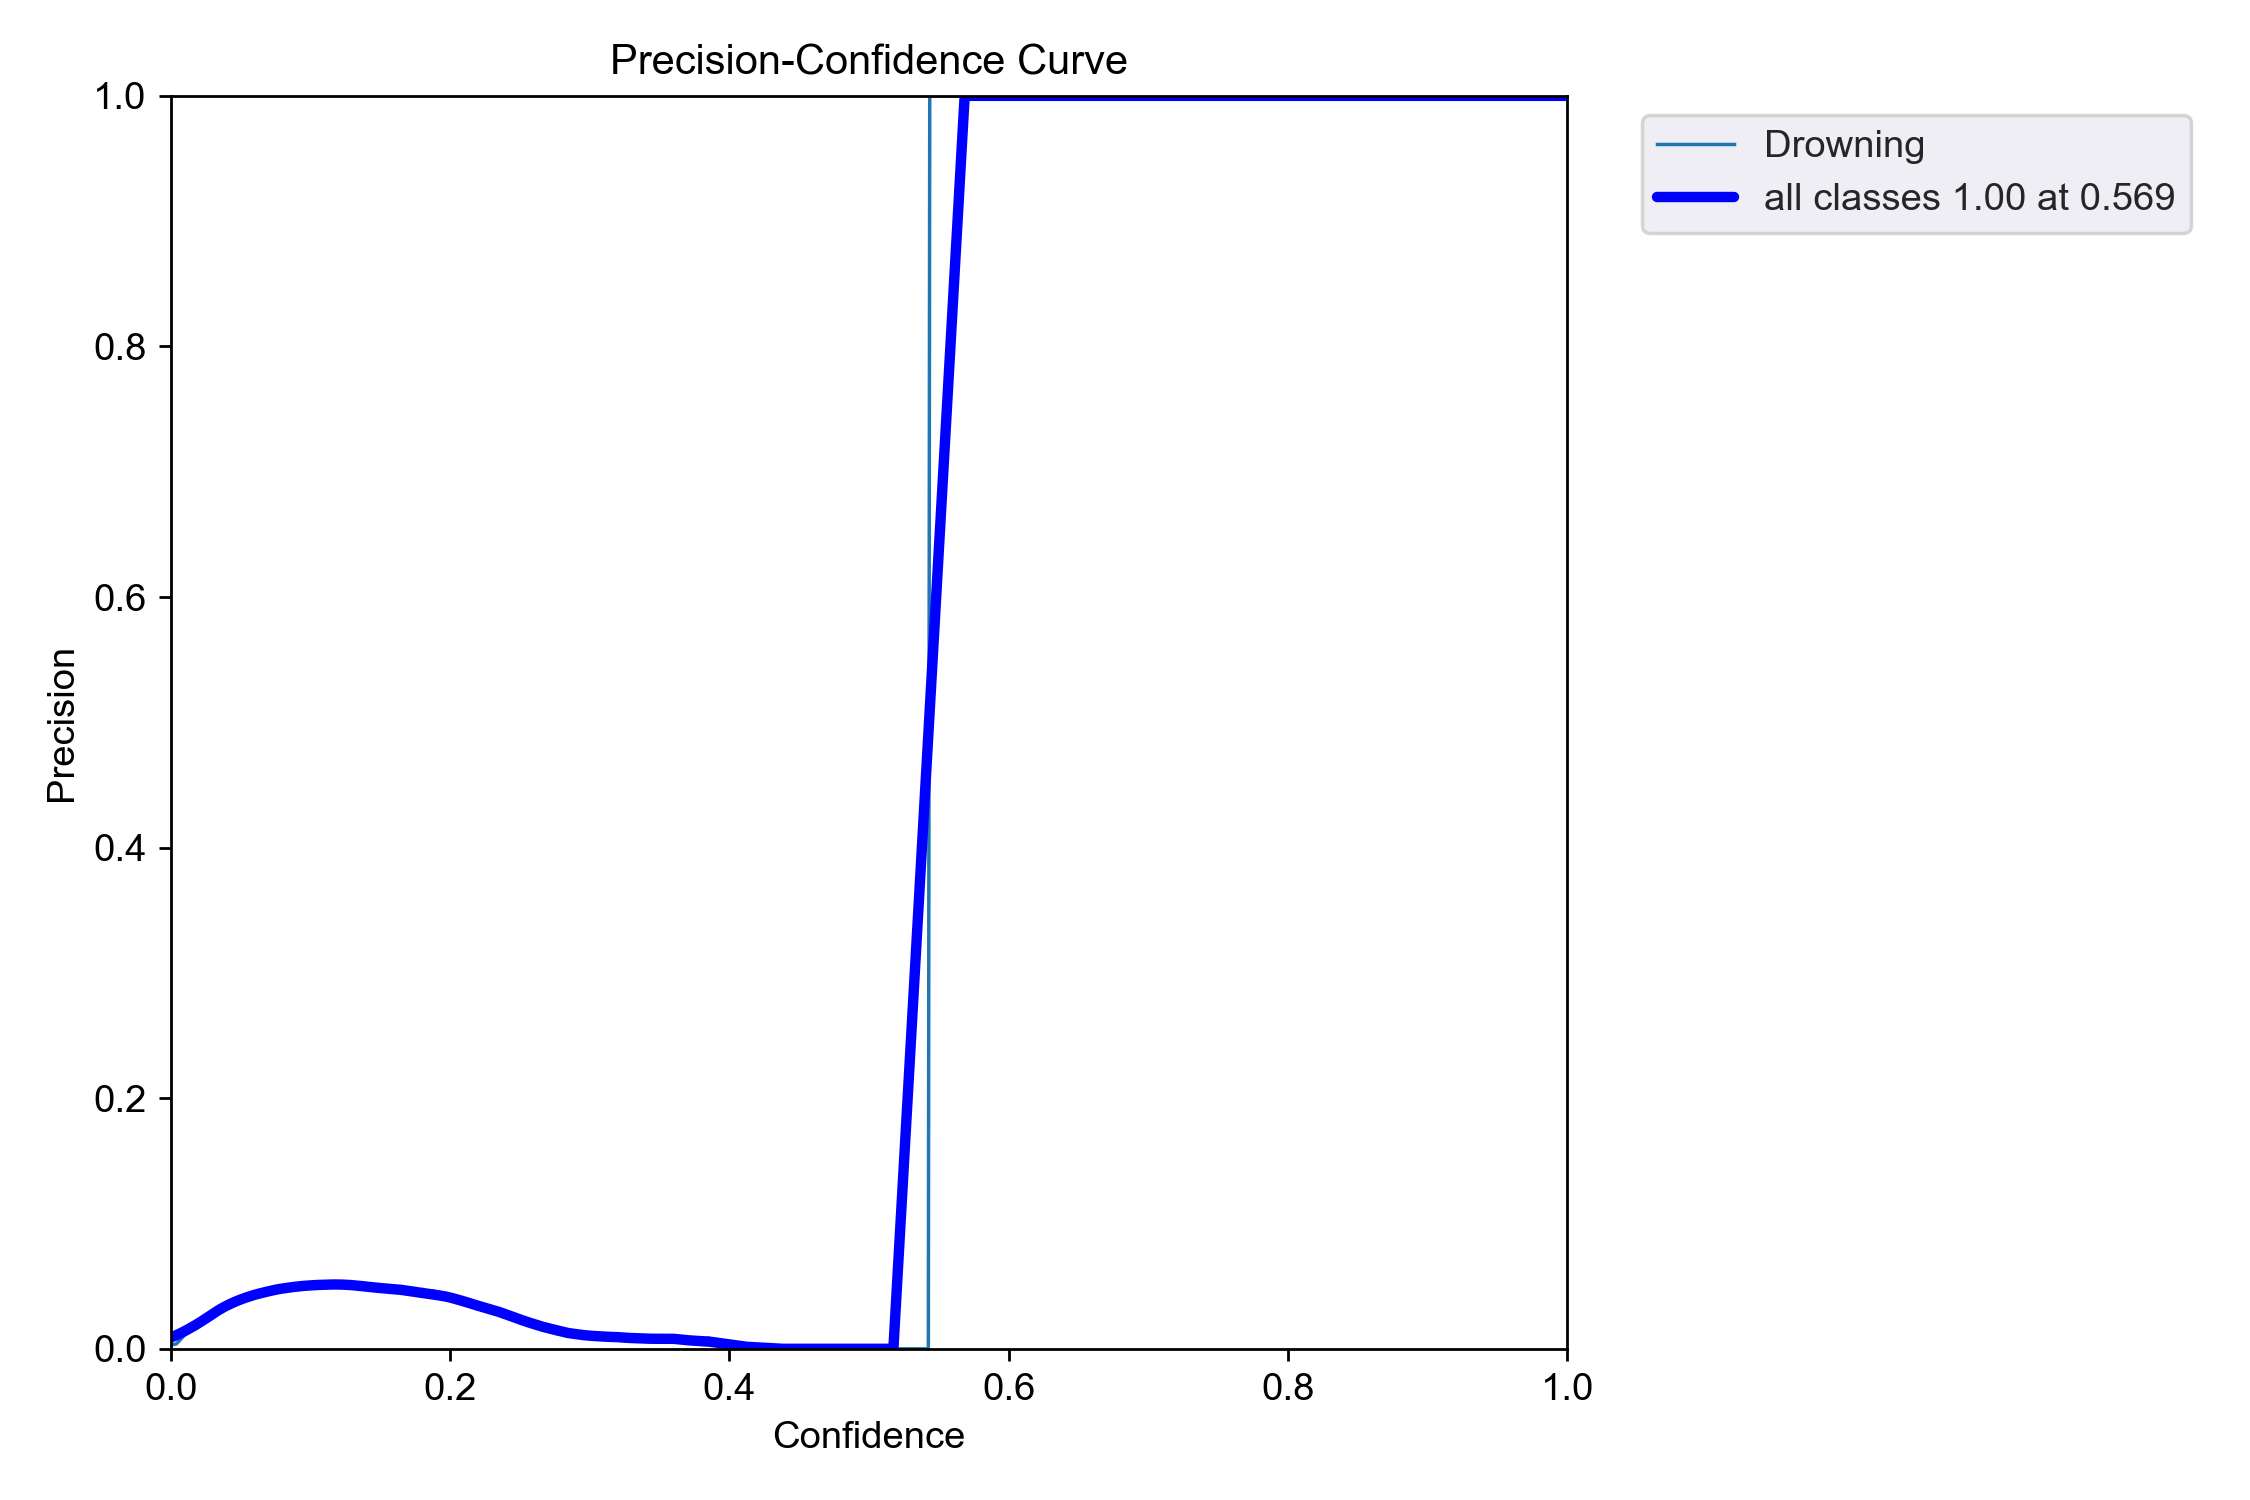 Precision-Confidence Curve
1.0
0.8
0.6
0.4
0.2
0.0
Precision
0.0 0.2 0.4 0.6 0.8 1.0
Confidence
Drowning
all classes 1.00 at 0.569